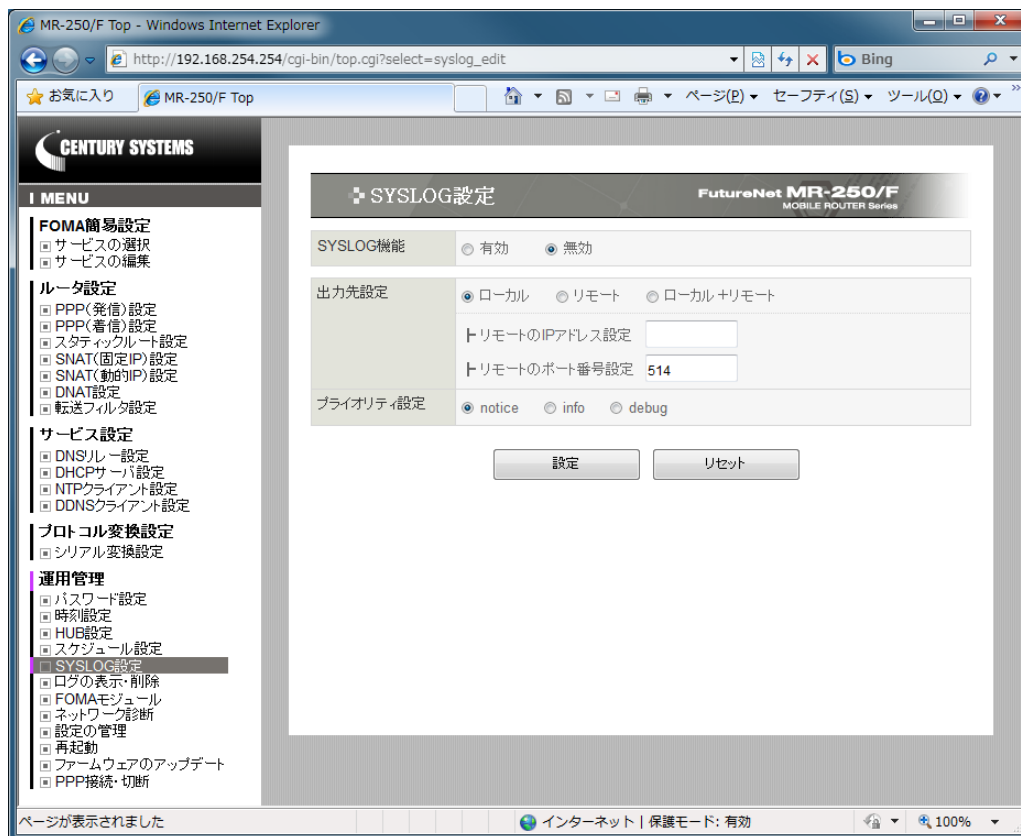 MR-250/F Top - Windows Internet Explorer
http://192.168.254.254/cgi-bin/top.cgi?select=syslog_edit
Bing
お気に入り
MR-250/F Top
ページ(P)
セーフティ(S)
ツール(O)
CENTURY SYSTEMS
MENU
FOMA簡易設定
サービスの選択
サービスの編集
ルータ設定
PPP(発信)設定
PPP(着信)設定
スタティックルート設定
SNAT(固定IP)設定
SNAT(動的IP)設定
DNAT設定
転送フィルタ設定
サービス設定
DNSリレー設定
DHCPサーバ設定
NTPクライアント設定
DDNSクライアント設定
プロトコル変換設定
シリアル変換設定
運用管理
パスワード設定
時刻設定
HUB設定
スケジュール設定
SYSLOG設定
ログの表示・削除
FOMAモジュール
ネットワーク診断
設定の管理
再起動
ファームウェアのアップデート
PPP接続・切断
SYSLOG設定
FutureNet MR-250/F
MOBILE ROUTER Series
SYSLOG機能 有効 無効
出力先設定 ローカル リモート ローカル+リモート
┣リモートのIPアドレス設定
┣リモートのポート番号設定 514
プライオリティ設定 notice info debug
設定 リセット
ページが表示されました
インターネット | 保護モード: 有効
100%